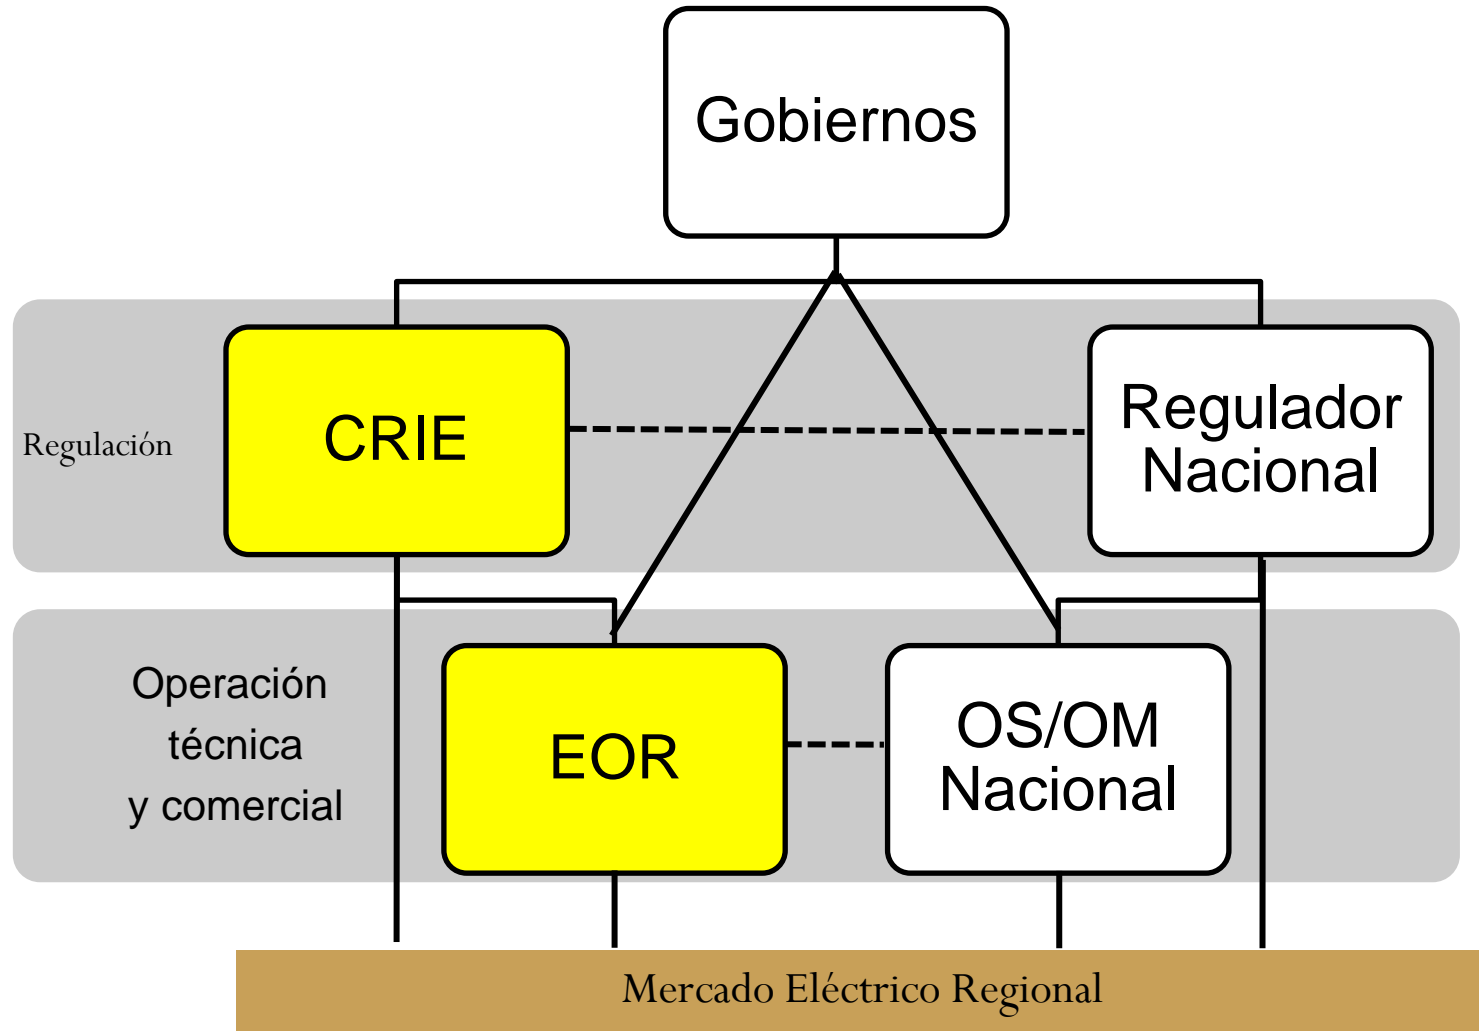 Gobiernos
Regulación
CRIE
Regulador
Nacional
Operación
técnica
y comercial
EOR
OS/OM
Nacional
Mercado Eléctrico Regional